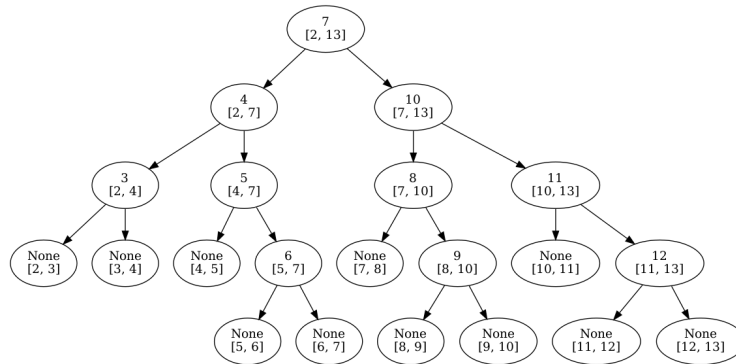 7
[2, 13]
4
[2, 7]
10
[7, 13]
3
[2, 4]
5
[4, 7]
8
[7, 10]
11
[10, 13]
None
[2, 3]
None
[3, 4]
None
[4, 5]
6
[5, 7]
None
[7, 8]
9
[8, 10]
None
[10, 11]
12
[11, 13]
None
[5, 6]
None
[6, 7]
None
[8, 9]
None
[9, 10]
None
[11, 12]
None
[12, 13]